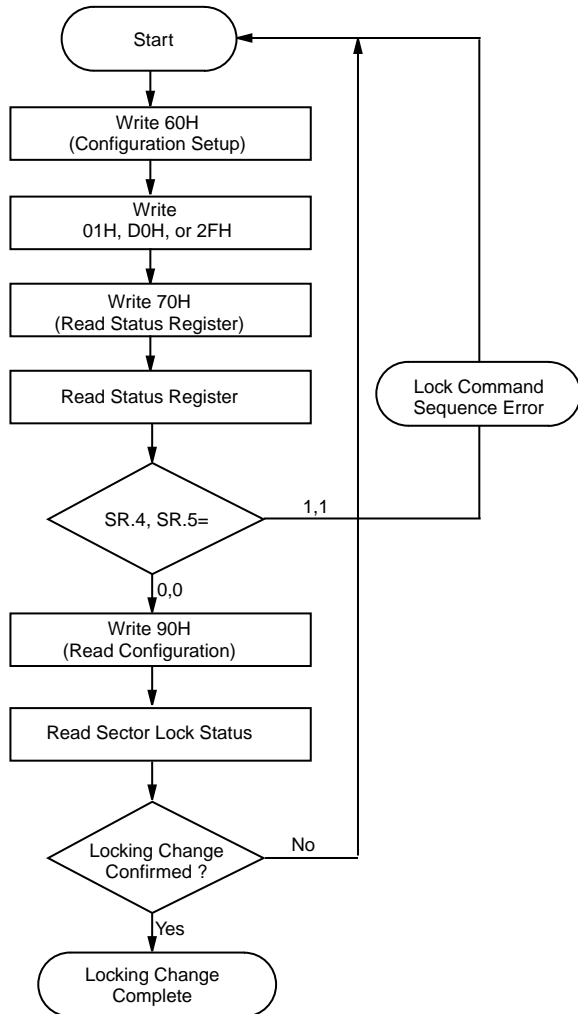 Start
Write 60H
(Configuration Setup)
Write
01H, D0H, or 2FH
Write 70H
(Read Status Register)
Read Status Register
Lock Command
Sequence Error
SR.4, SR.5=
1,1
0,0
Write 90H
(Read Configuration)
Read Sector Lock Status
Locking Change
Confirmed ?
No
Yes
Locking Change
Complete